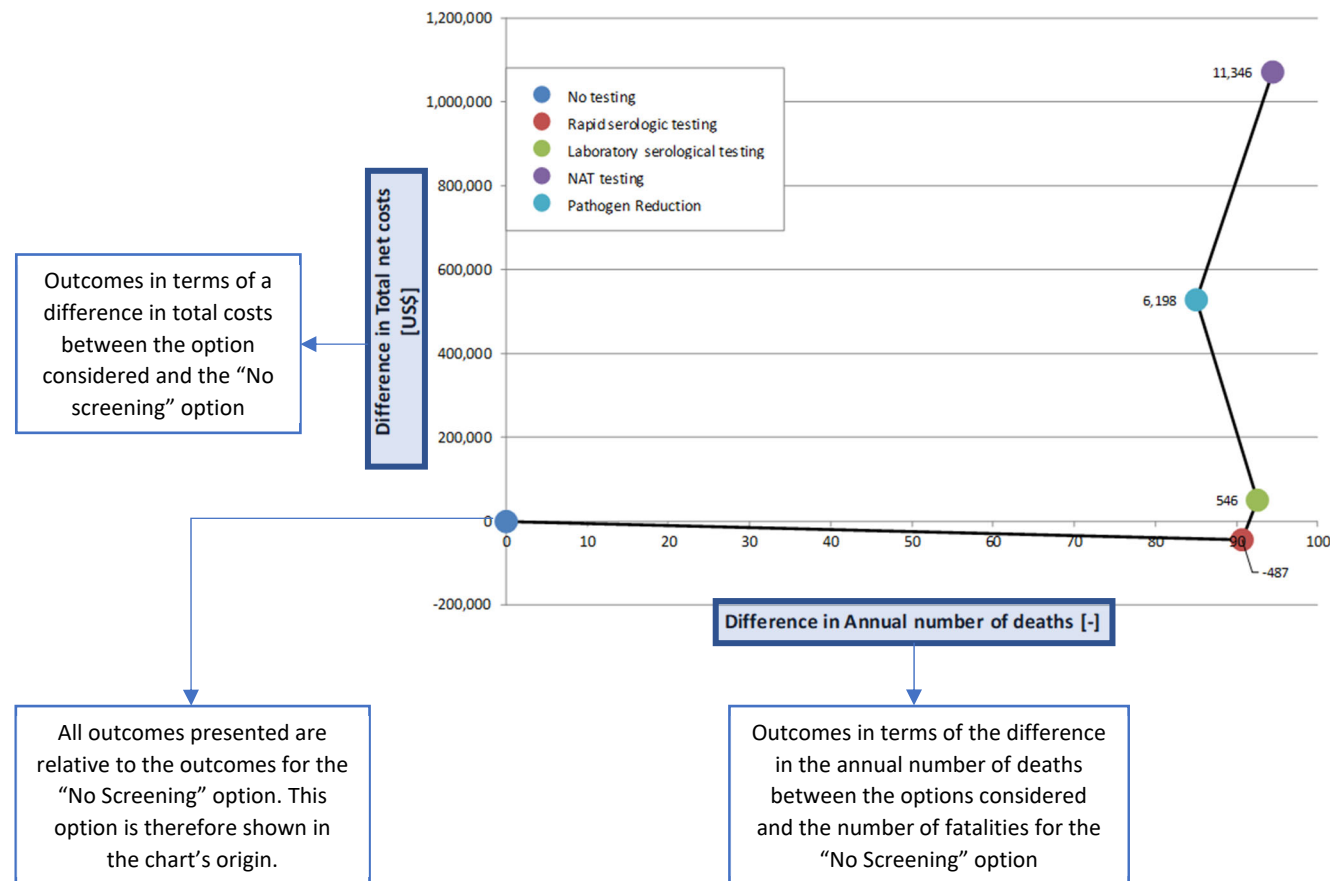 1,200,000
1,000,000
800,000
600,000
400,000
200,000
0
-200,000
0
10
20
30
40
50
60
70
80
90
100
No testing
Rapid serologic testing
Laboratory serological testing
NAT testing
Pathogen Reduction
11,346
6,198
546
-487
Difference in Total net costs
[US$]
Difference in Annual number of deaths [-]
Outcomes in terms of a
difference in total costs
between the option
considered and the “No
screening” option
All outcomes presented are
relative to the outcomes for the
“No Screening” option. This
option is therefore shown in
the chart’s origin.
Outcomes in terms of the difference
in the annual number of deaths
between the options considered
and the number of fatalities for the
“No Screening” option